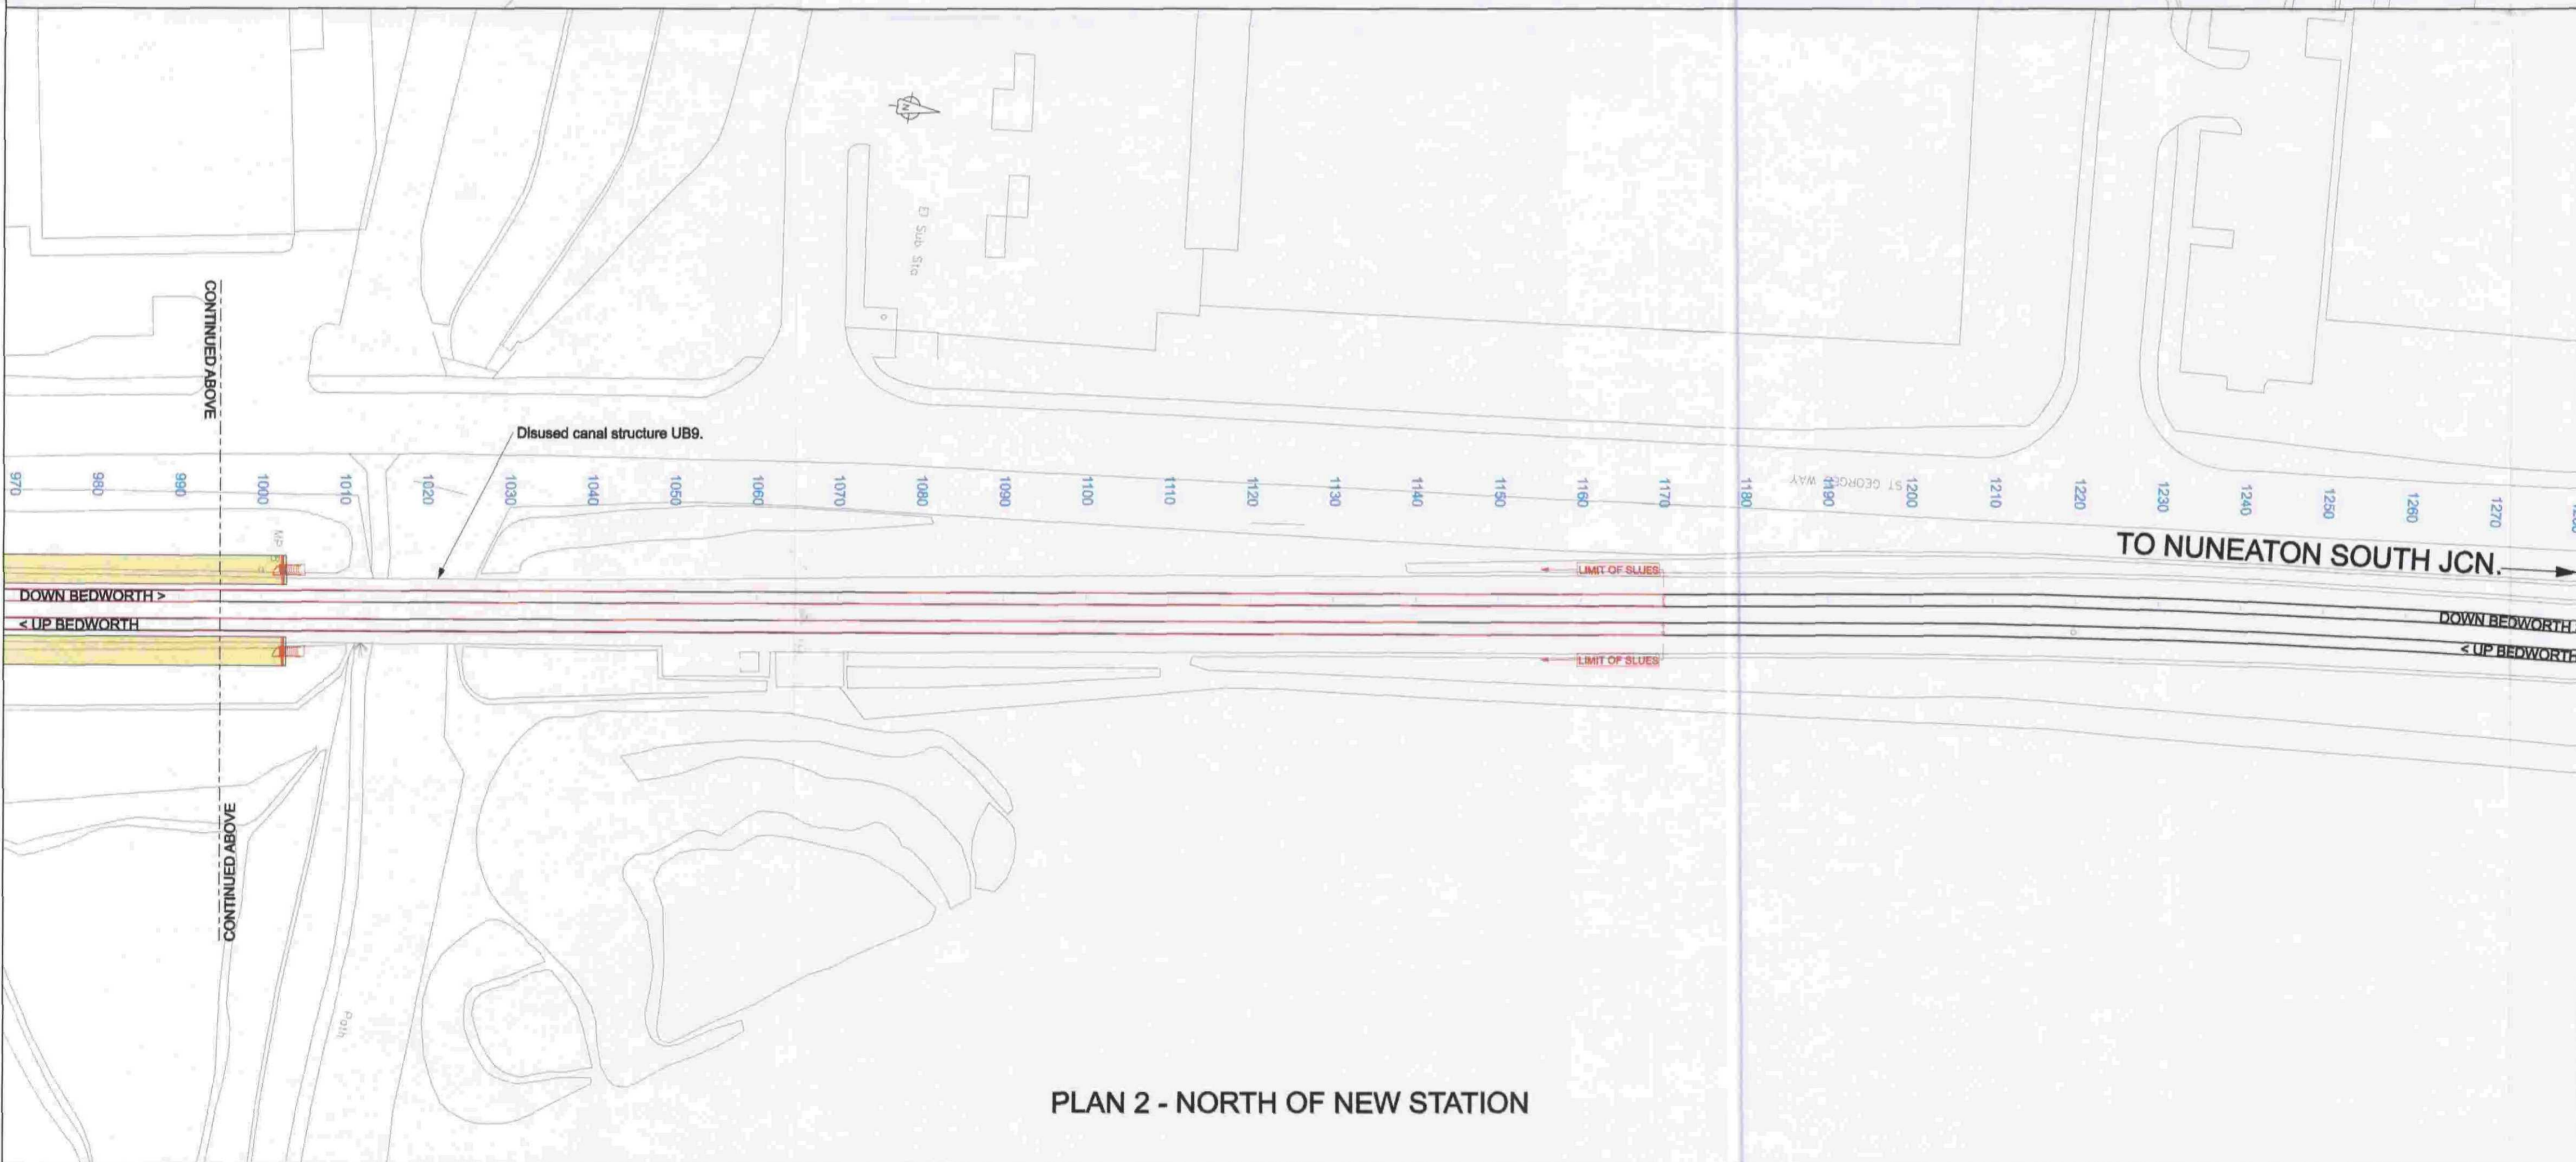 El Sub Sta
CONTINUED ABOVE
Disused canal structure UB9.
970
980
990
1000
1010
1020
1030
1040
1050
1060
1070
1080
1090
1100
1110
1120
1130
1140
1150
1160
1170
1180
1190
1200
1210
1220
1230
1240
1250
1260
1270
ST GEORGES WAY
TO NUNEATON SOUTH JCN.
LIMIT OF SLUES
DOWN BEDWORTH >
< UP BEDWORTH
DOWN BEDWORTH
< UP BEDWORTH
LIMIT OF SLUES
CONTINUED ABOVE
Path
PLAN 2 - NORTH OF NEW STATION
N